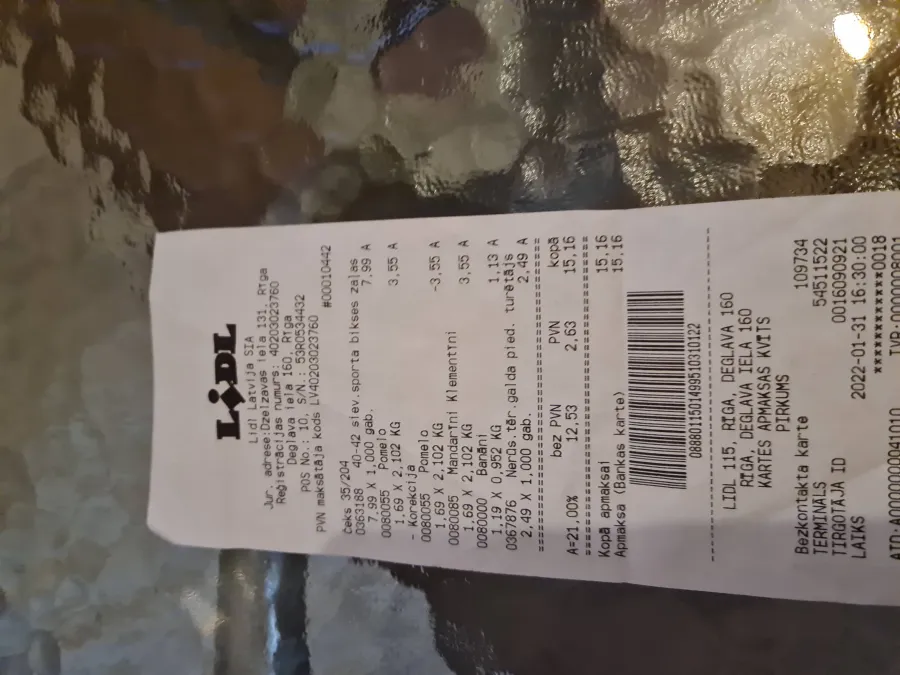 LiDL
Lidl Latvija SIA
Jur. adrese:Dzelzavas iela 131, Rīga
Reģistrācijas numurs: 40203023760
Deglava iela 160, Rīga
POS No.: 10, S/N.: 53R0534432
PVN maksātāja kods LV40203023760
#00010442
Čeks 35/204
0363188 40-42 siev.sporta bikses zaļas
7.99 X 1,000 gab. 7,99 A
0080055 Pomelo
1,69 X 2,102 KG 3,55 A
- Korekcija
0080055 Pomelo
1,69 X 2,102 KG -3,55 A
0080085 Mandarīni Klementīni
1,69 X 2,102 KG 3,55 A
0080000 Banāni
1,19 X 0,952 KG 1,13 A
0367876 Nerūs.tēr.galda pied. turētājs
2,49 X 1,000 gab. 2,49 A
bez PVN PVN kopā
A=21,00% 12,53 2,63 15,16
Kopā apmaksai 15,16
Apmaksa (Bankas karte) 15,16
088011501499510310122
LIDL 115, RIGA, DEGLAVA 160
RIGA, DEGLAVA IELA 160
KARTES APMAKSAS KVITS
PIRKUMS
Bezkontakta karte 109734
TERMINĀLS 54511522
TIRGOTĀJA ID 0016090921
LAIKS 2022-01-31 16:30:00
************0018
AID:A0000000041010 TVR:0000008001